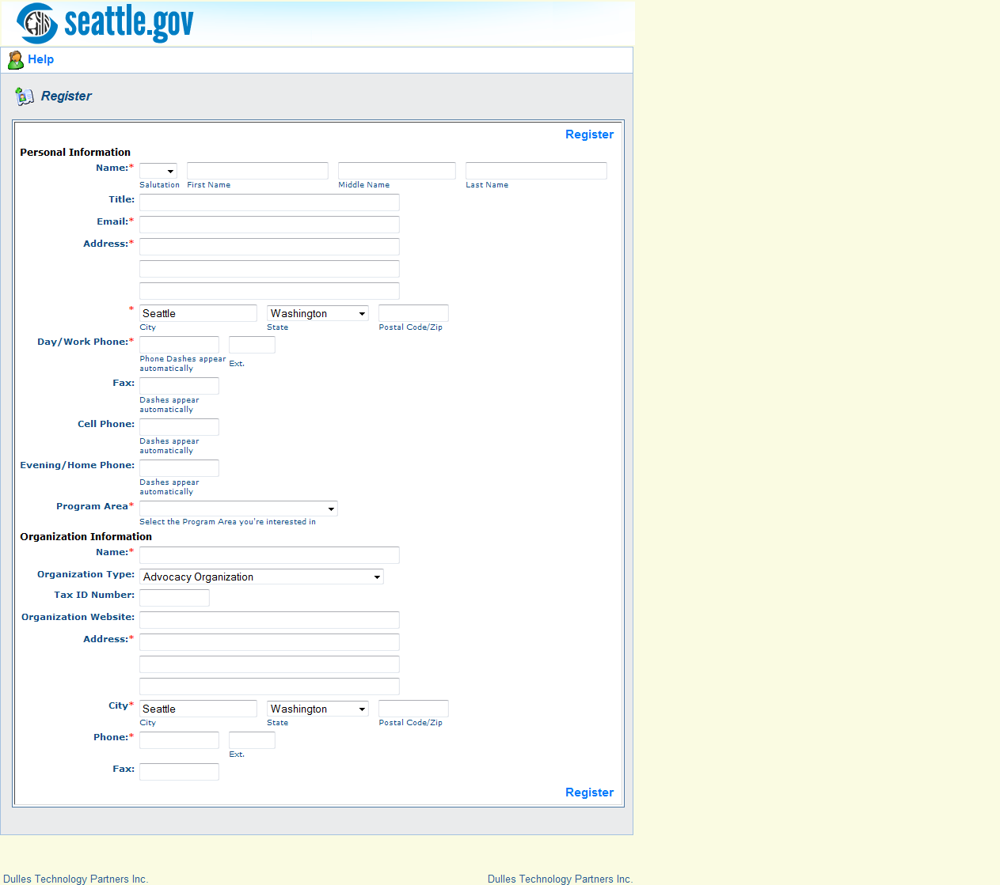 seattle.gov
Help
Register
Register
Personal Information
Name:*
Salutation First Name Middle Name Last Name
Title:
Email:*
Address:*
* Seattle Washington
City State Postal Code/Zip
Day/Work Phone:*
Phone Dashes appear
automatically Ext.
Fax:
Dashes appear
automatically
Cell Phone:
Dashes appear
automatically
Evening/Home Phone:
Dashes appear
automatically
Program Area*
Select the Program Area you're interested in
Organization Information
Name:*
Organization Type: Advocacy Organization
Tax ID Number:
Organization Website:
Address:*
City* Seattle Washington
City State Postal Code/Zip
Phone:*
Ext.
Fax:
Register
Dulles Technology Partners Inc. Dulles Technology Partners Inc.